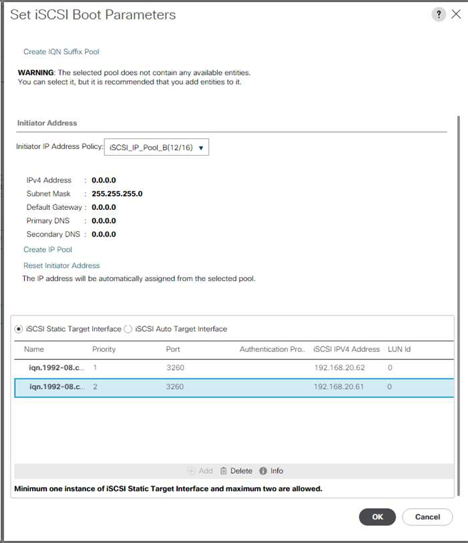 Set iSCSI Boot Parameters
?
Create IQN Suffix Pool
WARNING: The selected pool does not contain any available entities.
You can select it, but it is recommended that you add entities to it.
Initiator Address
Initiator IP Address Policy: iSCSI_IP_Pool_B(12/16)
IPv4 Address : 0.0.0.0
Subnet Mask : 255.255.255.0
Default Gateway : 0.0.0.0
Primary DNS : 0.0.0.0
Secondary DNS : 0.0.0.0
Create IP Pool
Reset Initiator Address
The IP address will be automatically assigned from the selected pool.
iSCSI Static Target Interface iSCSI Auto Target Interface
Name Priority Port Authentication Pro.. iSCSI IPV4 Address LUN Id
iqn.1992-08.c... 1 3260 192.168.20.62 0
iqn.1992-08.c... 2 3260 192.168.20.61 0
Add Delete Info
Minimum one instance of iSCSI Static Target Interface and maximum two are allowed.
OK Cancel